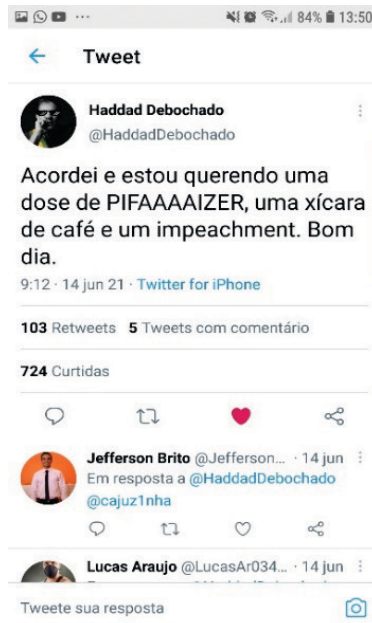 84% 13:50
Tweet
Haddad Debochado
@HaddadDebochado
Acordei e estou querendo uma
dose de PIFAAAAIZER, uma xícara
de café e um impeachment. Bom
dia.
9:12 · 14 jun 21 · Twitter for iPhone
103 Retweets 5 Tweets com comentário
724 Curtidas
Jefferson Brito @Jefferson... · 14 jun
Em resposta a @HaddadDebochado
@cajuz1nha
Lucas Araujo @LucasAr034... · 14 jun
Tweete sua resposta